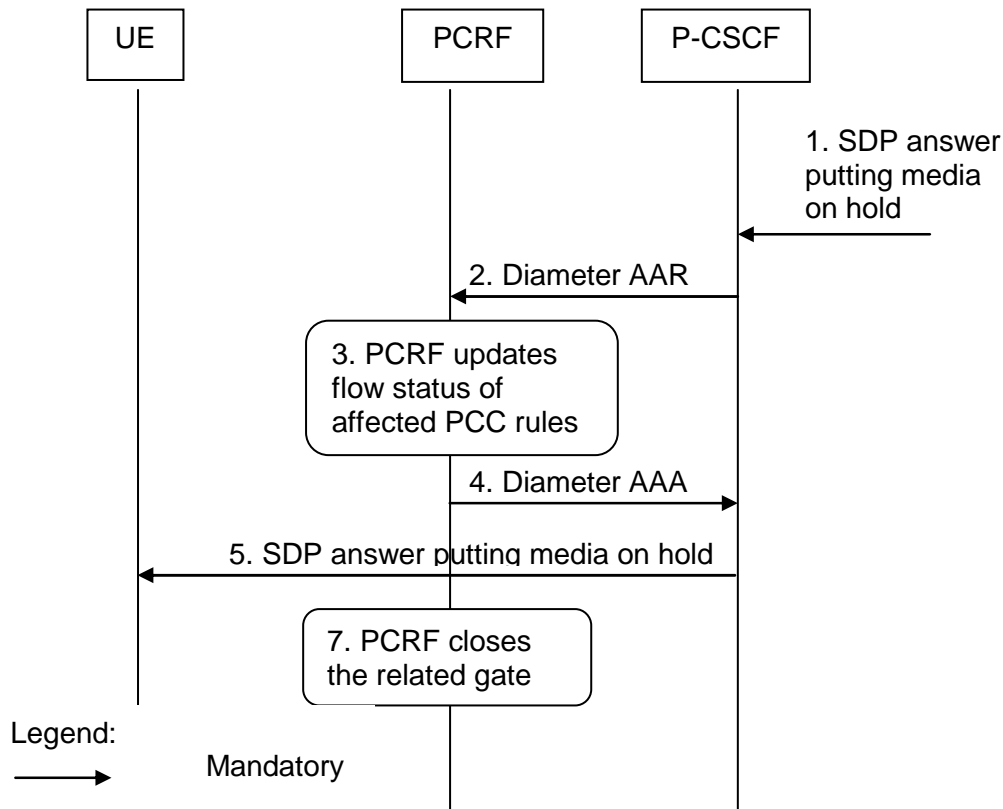 UE
PCRF
P-CSCF
1. SDP answer
putting media
on hold
2. Diameter AAR
3. PCRF updates
flow status of
affected PCC rules
4. Diameter AAA
5. SDP answer putting media on hold
7. PCRF closes
the related gate
Legend:
Mandatory